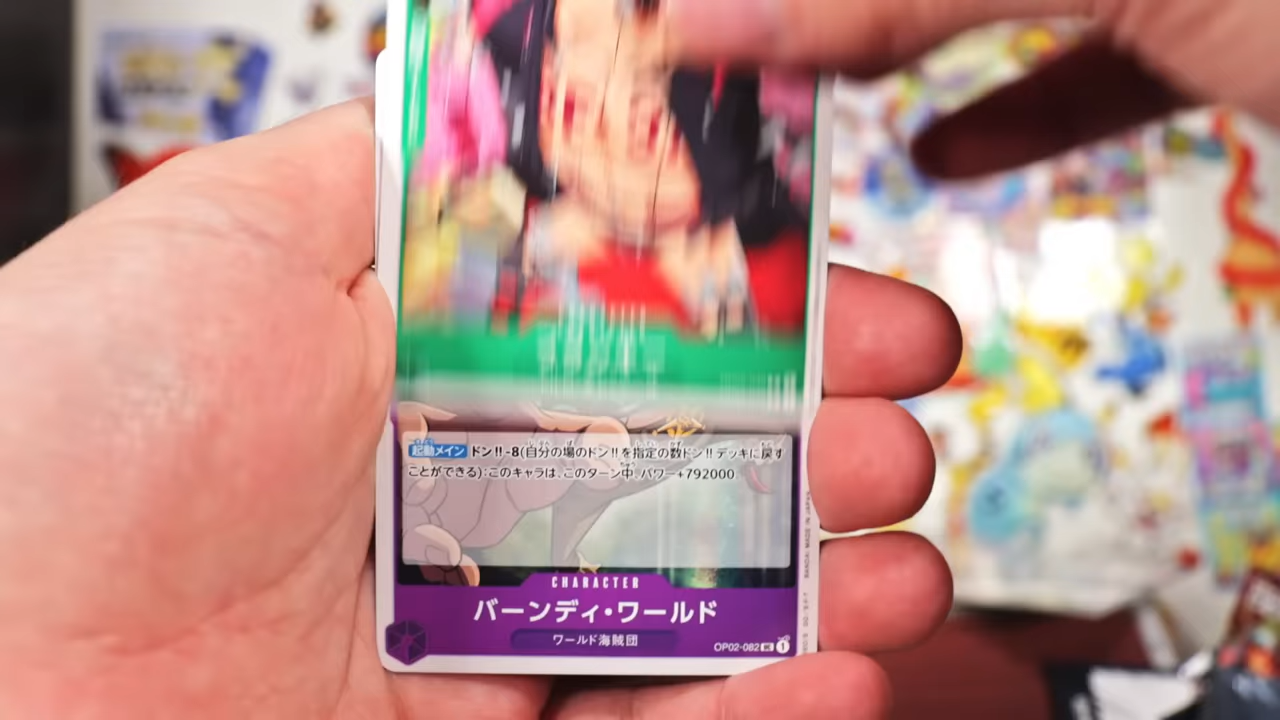 起動メイン ドン!!-8(自分の場のドン!!を指定の数ドン!!デッキに戻す
ことができる):このキャラは、このターン中、パワー+792000。
CHARACTER
バーンディ・ワールド
ワールド海賊団
OP02-082 UC 1